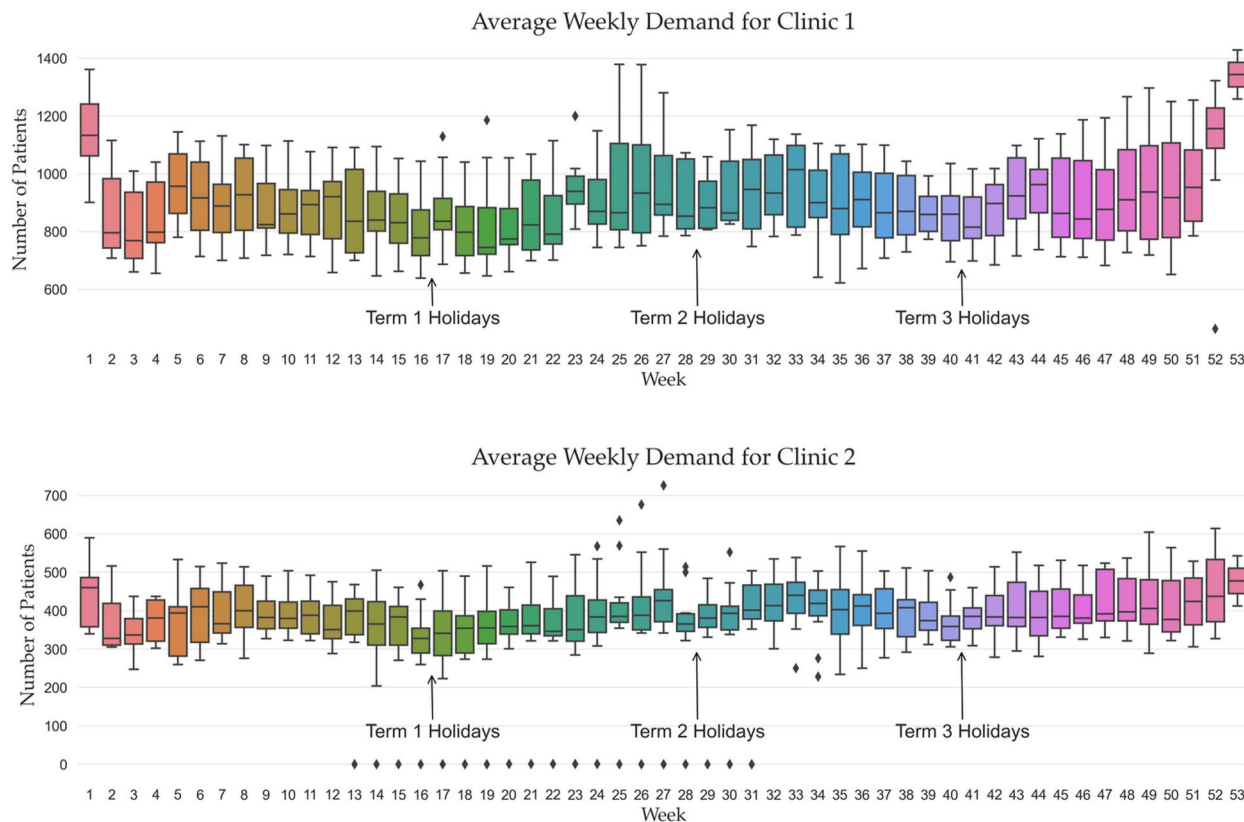 Average Weekly Demand for Clinic 1
Number of Patients
1400
1200
1000
800
600
Term 1 Holidays Term 2 Holidays Term 3 Holidays
1 2 3 4 5 6 7 8 9 10 11 12 13 14 15 16 17 18 19 20 21 22 23 24 25 26 27 28 29 30 31 32 33 34 35 36 37 38 39 40 41 42 43 44 45 46 47 48 49 50 51 52 53
Week
Average Weekly Demand for Clinic 2
Number of Patients
700
600
500
400
300
200
100
0
Term 1 Holidays Term 2 Holidays Term 3 Holidays
1 2 3 4 5 6 7 8 9 10 11 12 13 14 15 16 17 18 19 20 21 22 23 24 25 26 27 28 29 30 31 32 33 34 35 36 37 38 39 40 41 42 43 44 45 46 47 48 49 50 51 52 53
Week